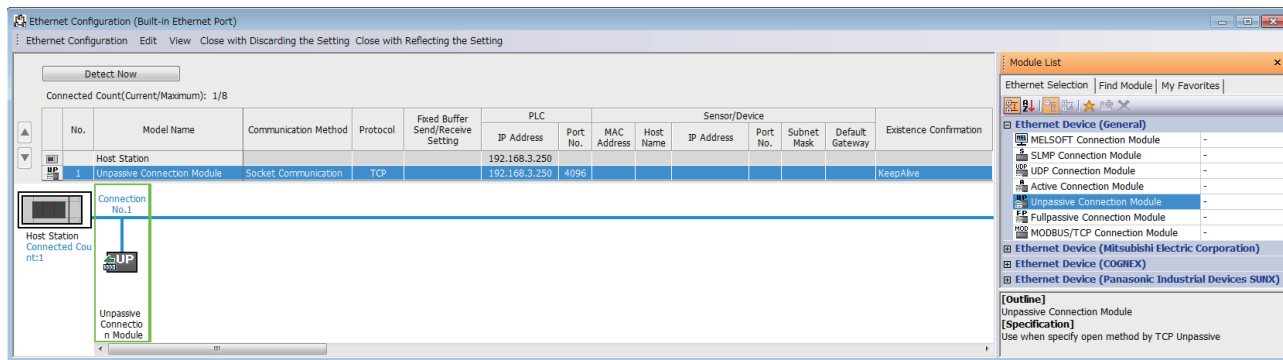 Ethernet Configuration (Built-in Ethernet Port)
Ethernet Configuration Edit View Close with Discarding the Setting Close with Reflecting the Setting
Detect Now
Connected Count(Current/Maximum): 1/8
No. Model Name Communication Method Protocol Fixed Buffer Send/Receive Setting PLC Sensor/Device Existence Confirmation
IP Address Port No. MAC Address Host Name IP Address Port No. Subnet Mask Default Gateway
Host Station 192.168.3.250
1 Unpassive Connection Module Socket Communication TCP 192.168.3.250 4096 KeepAlive
Connection
No.1
Host Station
Connected Cou
nt:1
UP
Unpassive
Connectio
n Module
Module List
Ethernet Selection Find Module My Favorites
Ethernet Device (General)
MELSOFT Connection Module -
SLMP Connection Module -
UDP Connection Module -
Active Connection Module -
Unpassive Connection Module -
Fullpassive Connection Module -
MODBUS/TCP Connection Module -
Ethernet Device (Mitsubishi Electric Corporation)
Ethernet Device (COGNEX)
Ethernet Device (Panasonic Industrial Devices SUNX)
[Outline]
Unpassive Connection Module
[Specification]
Use when specify open method by TCP Unpassive